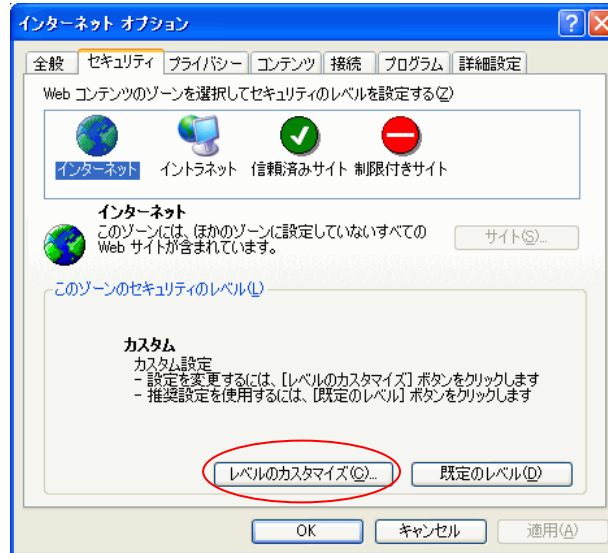 インターネット オプション
全般 セキュリティ プライバシー コンテンツ 接続 プログラム 詳細設定
Web コンテンツのゾーンを選択してセキュリティのレベルを設定する(Z)
インターネット イントラネット 信頼済みサイト 制限付きサイト
インターネット
このゾーンには、ほかのゾーンに設定していないすべての
Web サイトが含まれています。
サイト(S)...
このゾーンのセキュリティのレベル(L)
カスタム
カスタム設定
- 設定を変更するには、[レベルのカスタマイズ] ボタンをクリックします
- 推奨設定を使用するには、[既定のレベル] ボタンをクリックします
レベルのカスタマイズ(C)... 既定のレベル(D)
OK キャンセル 適用(A)